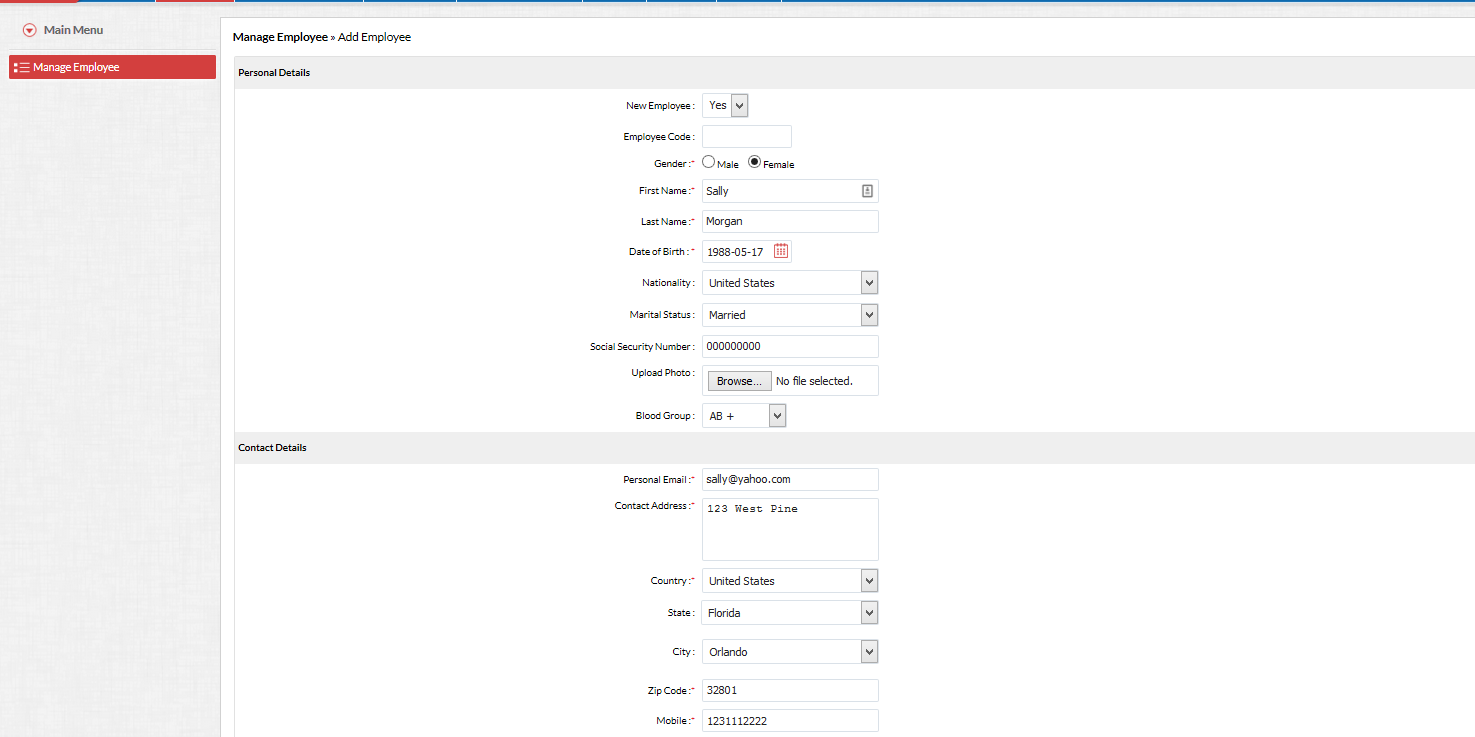 Main Menu
Manage Employee
Manage Employee » Add Employee
Personal Details
New Employee : Yes
Employee Code :
Gender :* Male Female
First Name :* Sally
Last Name :* Morgan
Date of Birth : * 1988-05-17
Nationality : United States
Marital Status : Married
Social Security Number : 000000000
Upload Photo : Browse... No file selected.
Blood Group : AB +
Contact Details
Personal Email :* sally@yahoo.com
Contact Address :* 123 West Pine
Country :* United States
State : Florida
City : Orlando
Zip Code :* 32801
Mobile :* 1231112222